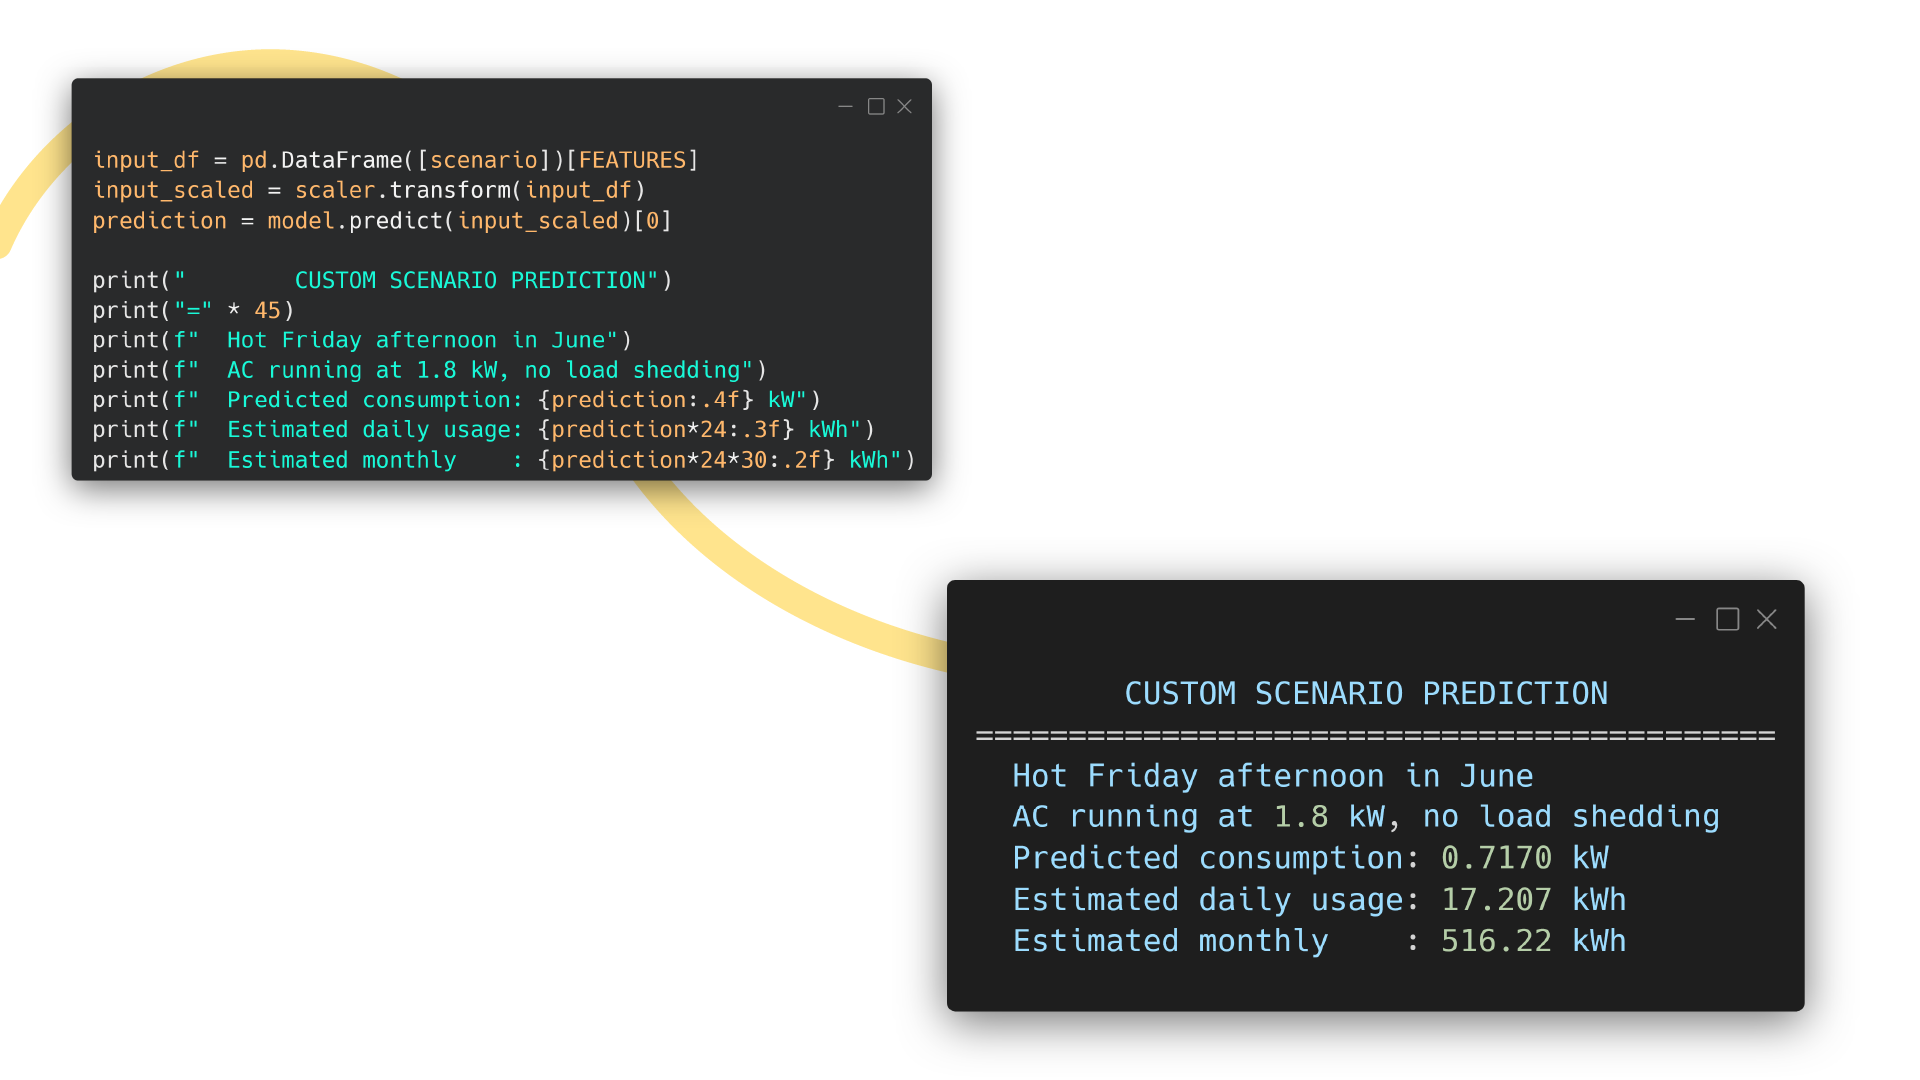 input_df = pd.DataFrame([scenario])[FEATURES]
input_scaled = scaler.transform(input_df)
prediction = model.predict(input_scaled)[0]
print("        CUSTOM SCENARIO PREDICTION")
print("=" * 45)
print(f"  Hot Friday afternoon in June")
print(f"  AC running at 1.8 kW, no load shedding")
print(f"  Predicted consumption: {prediction:.4f} kW")
print(f"  Estimated daily usage: {prediction*24:.3f} kWh")
print(f"  Estimated monthly    : {prediction*24*30:.2f} kWh")
        CUSTOM SCENARIO PREDICTION
===========================================
  Hot Friday afternoon in June
  AC running at 1.8 kW, no load shedding
  Predicted consumption: 0.7170 kW
  Estimated daily usage: 17.207 kWh
  Estimated monthly    : 516.22 kWh